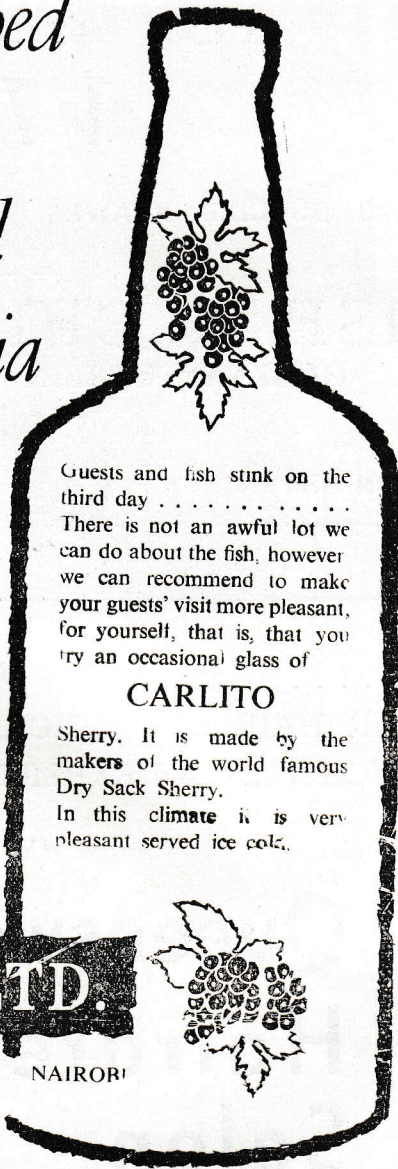 Guests and fish stink on the
third day . . . . . . . . . . . . .
There is not an awful lot we
can do about the fish, however
we can recommend to make
your guests' visit more pleasant,
for yourself, that is, that you
try an occasional glass of
CARLITO
Sherry. It is made by the
makers of the world famous
Dry Sack Sherry.
In this climate it is very
pleasant served ice cold.
TD.
NAIROBI